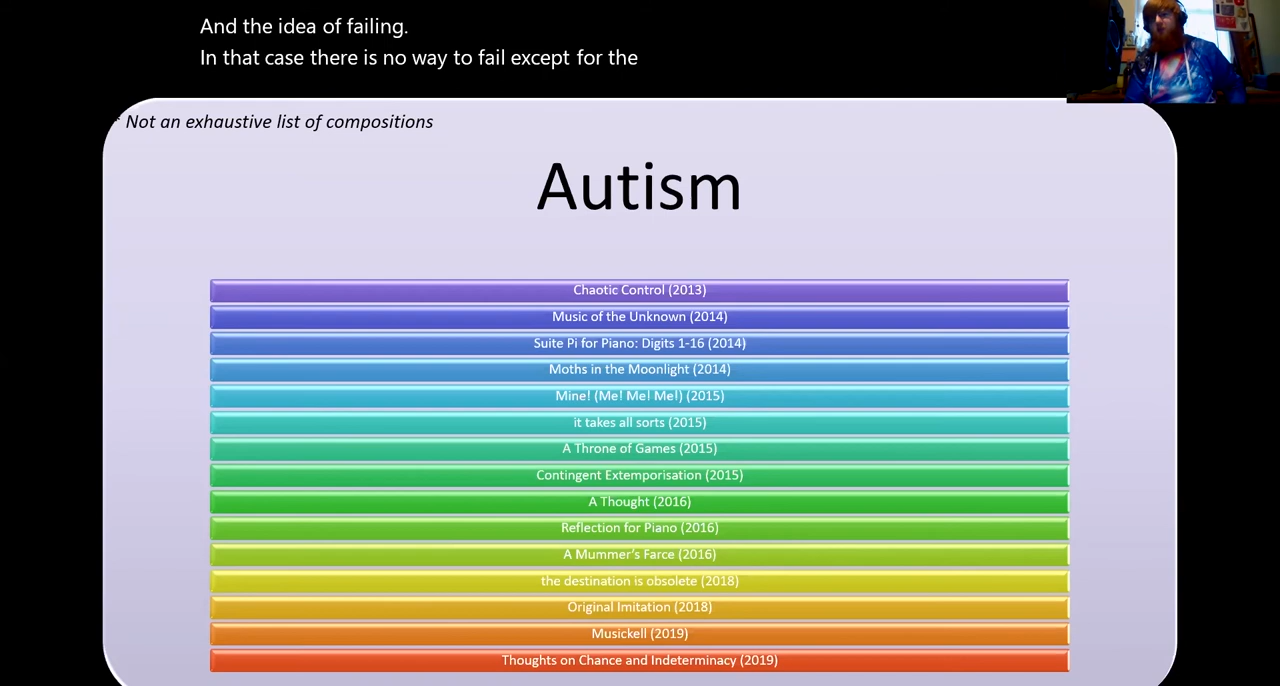 And the idea of failing.
In that case there is no way to fail except for the
* Not an exhaustive list of compositions
Autism
Chaotic Control (2013)
Music of the Unknown (2014)
Suite Pi for Piano: Digits 1-16 (2014)
Moths in the Moonlight (2014)
Mine! (Me! Me! Me!) (2015)
it takes all sorts (2015)
A Throne of Games (2015)
Contingent Extemporisation (2015)
A Thought (2016)
Reflection for Piano (2016)
A Mummer’s Farce (2016)
the destination is obsolete (2018)
Original Imitation (2018)
Musickell (2019)
Thoughts on Chance and Indeterminacy (2019)